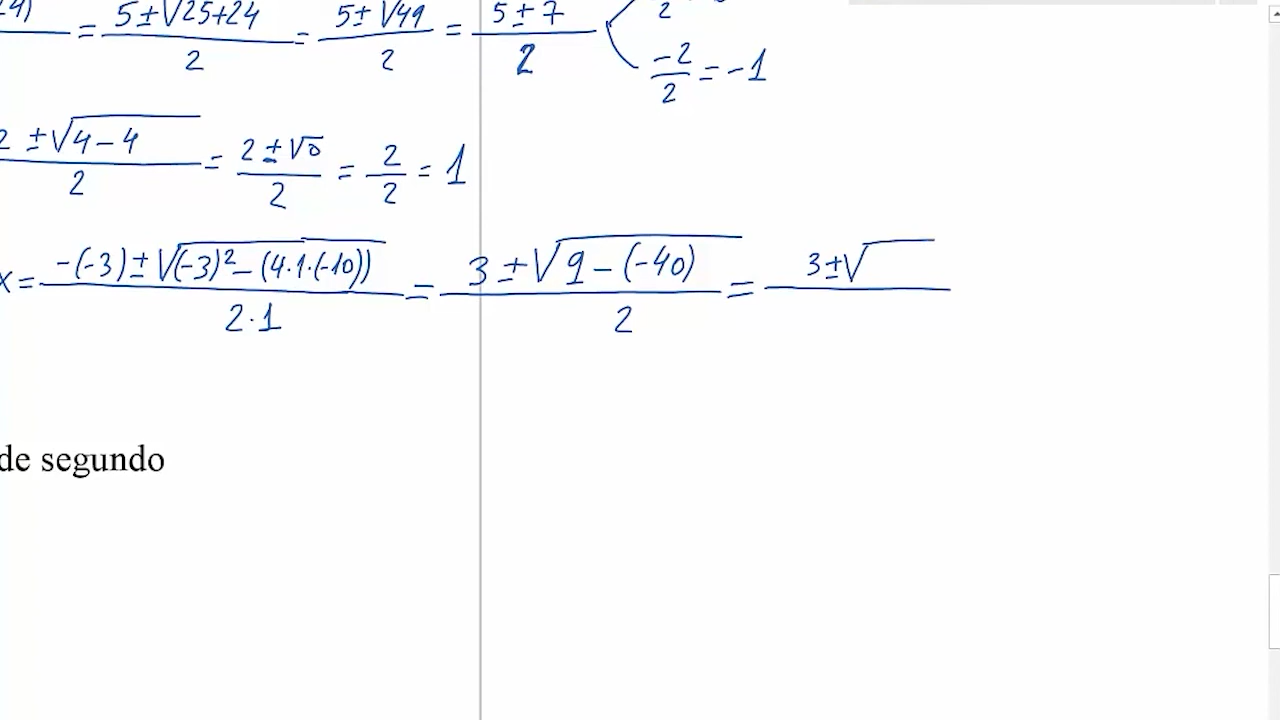 4) = (5±√25+24)/2 = (5±√49)/2 = (5±7)/2
-2/2 = -1
2 ±√4-4/2 = (2±√0)/2 = 2/2 = 1
x = (-(-3)±√(-3)²-(4·1·(-10)))/(2·1) = (3±√9-(-40))/2 = 3±√
de segundo